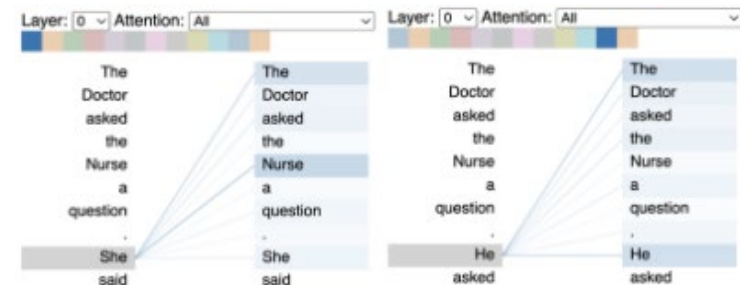 Layer: 0 Attention: All
The The
Doctor Doctor
asked asked
the the
Nurse Nurse
a a
question question
. .
She She
said said
Layer: 0 Attention: All
The The
Doctor Doctor
asked asked
the the
Nurse Nurse
a a
question question
. .
He He
asked asked